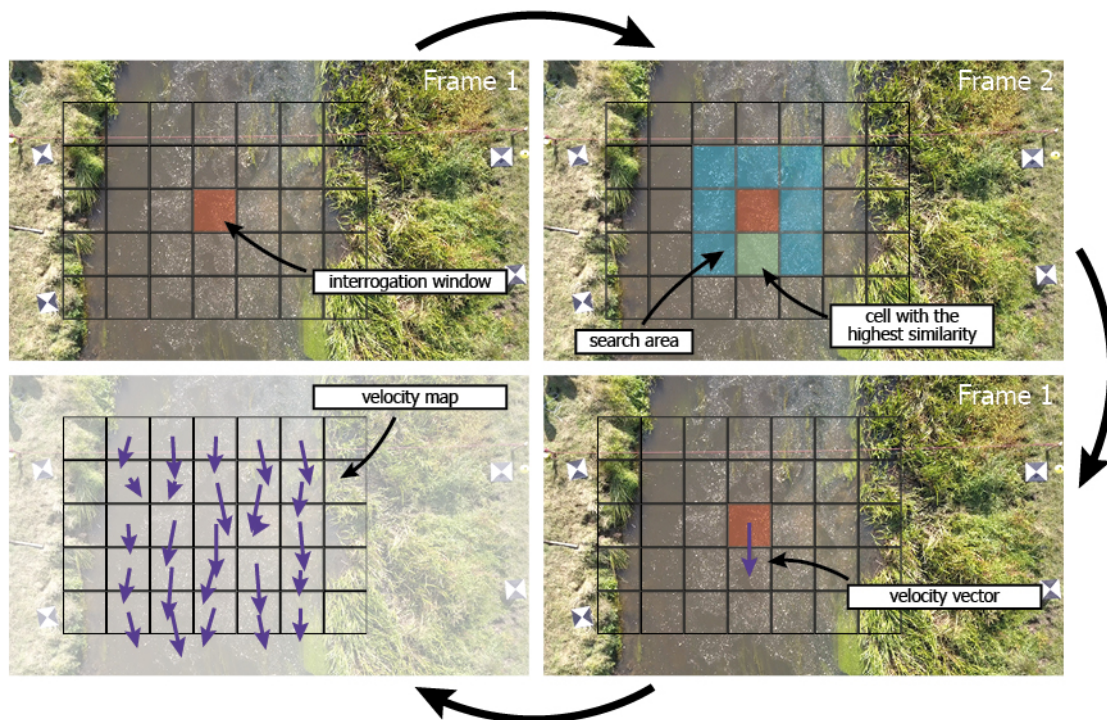 Frame 1
interrogation window
Frame 2
search area
cell with the
highest similarity
velocity map
Frame 1
velocity vector